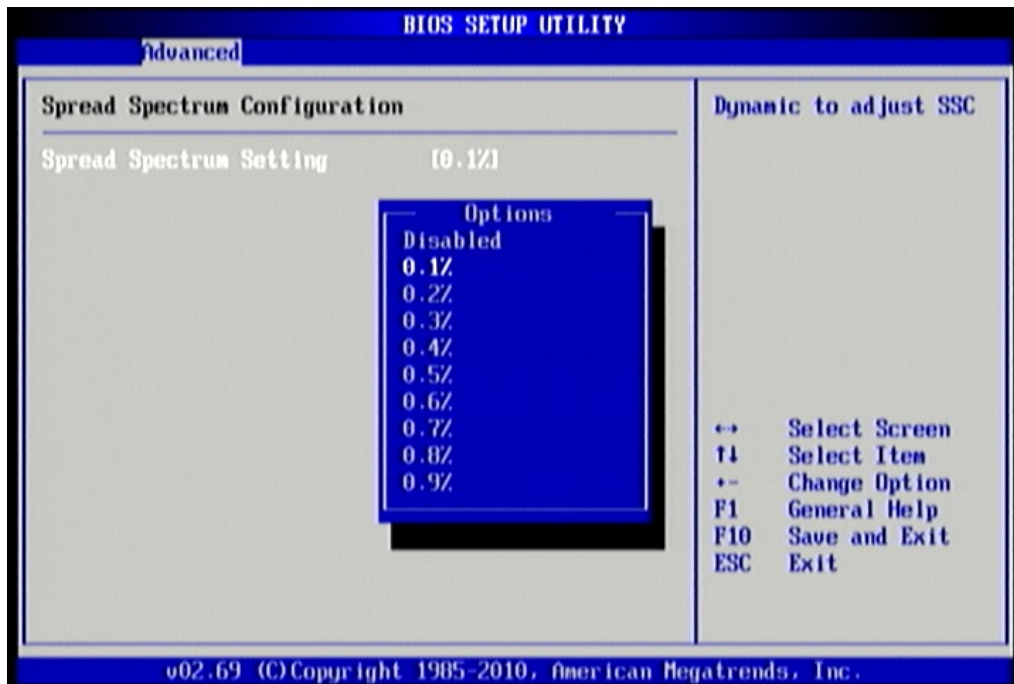 BIOS SETUP UTILITY
Advanced
Spread Spectrum Configuration
Spread Spectrum Setting [0.1%]
Options
Disabled
0.1%
0.2%
0.3%
0.4%
0.5%
0.6%
0.7%
0.8%
0.9%
Dynamic to adjust SSC
↔ Select Screen
↑↓ Select Item
+- Change Option
F1 General Help
F10 Save and Exit
ESC Exit
v02.69 (C)Copyright 1985-2010, American Megatrends, Inc.